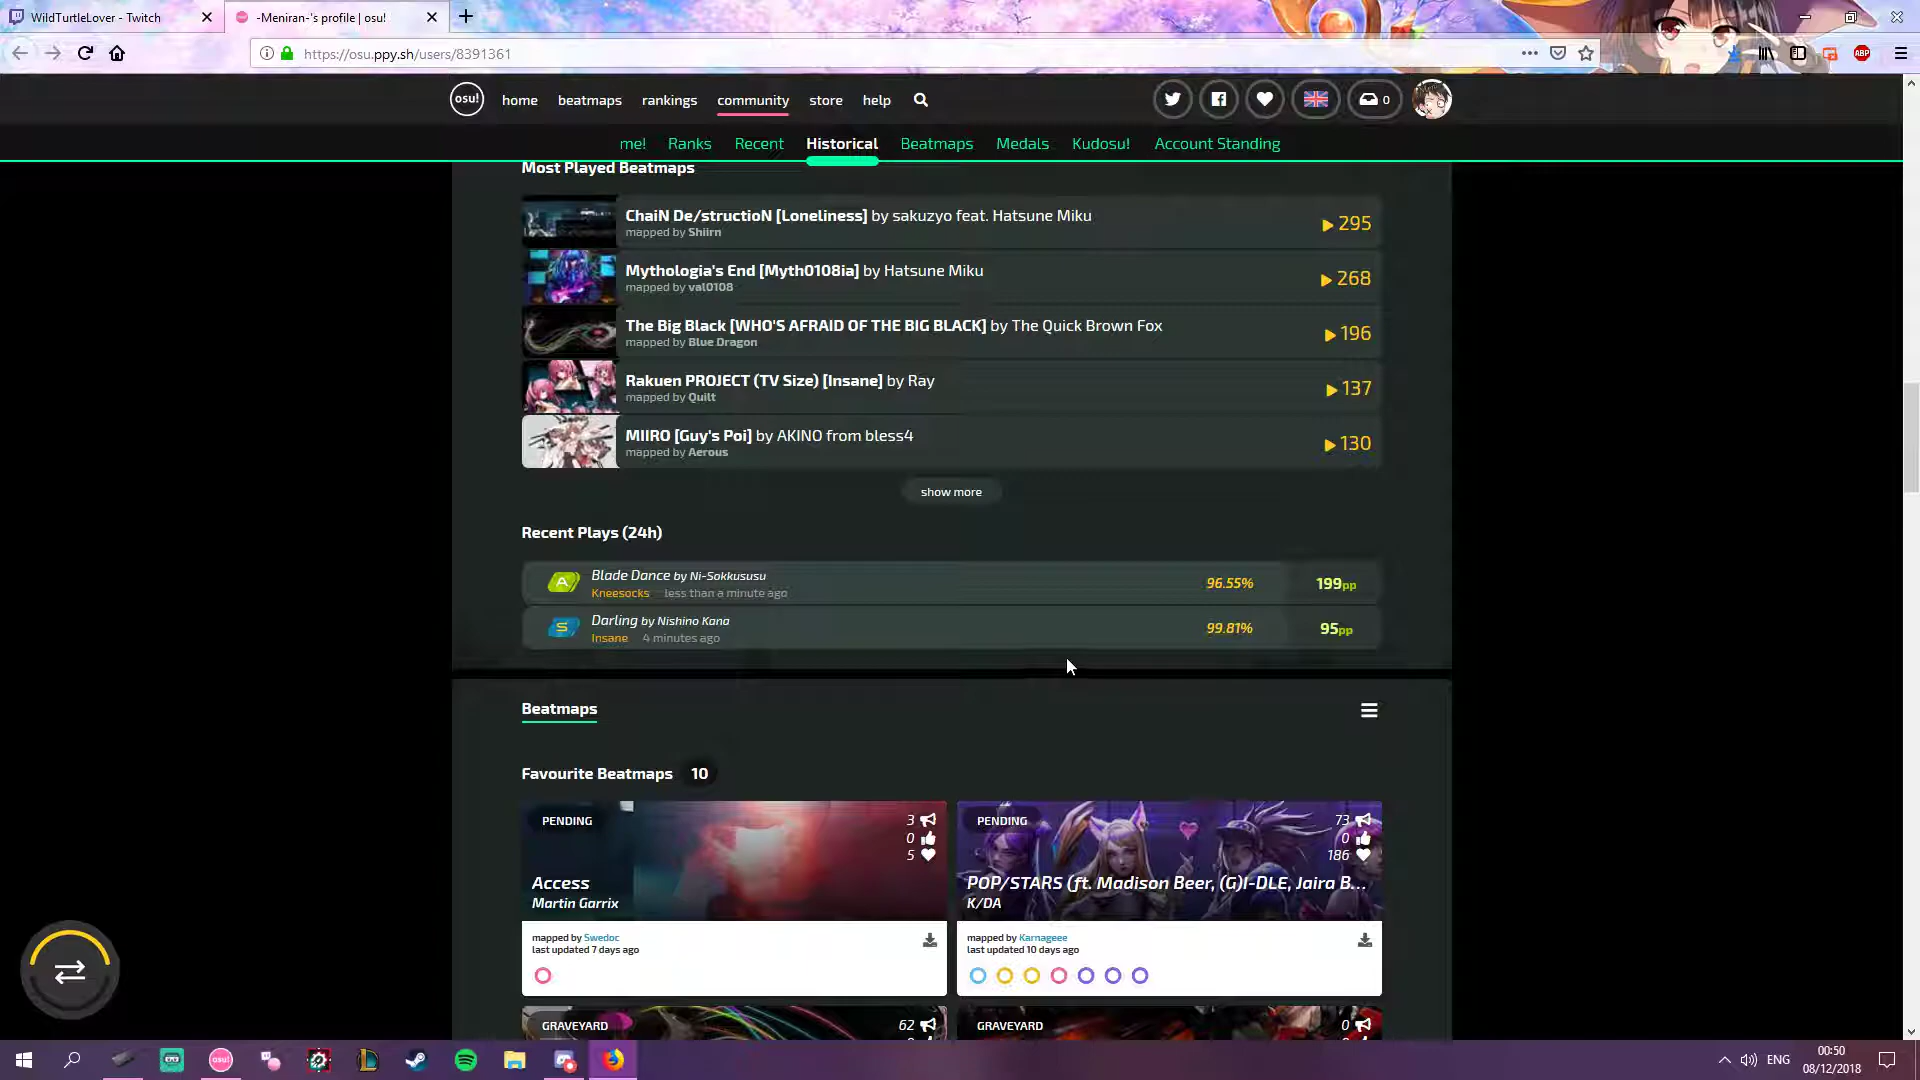 WildTurtleLover - Twitch
-Meniran-'s profile | osu!
https://osu.ppy.sh/users/8391361
ABP
osu!
home
beatmaps
rankings
community
store
help
0
me!
Ranks
Recent
Historical
Beatmaps
Medals
Kudosu!
Account Standing
Most Played Beatmaps
ChaiN De/structioN [Loneliness] by sakuzyo feat. Hatsune Miku
mapped by Shiirn
295
Mythologia's End [Myth0108ia] by Hatsune Miku
mapped by val0108
268
The Big Black [WHO'S AFRAID OF THE BIG BLACK] by The Quick Brown Fox
mapped by Blue Dragon
196
Rakuen PROJECT (TV Size) [Insane] by Ray
mapped by Quilt
137
MIIRO [Guy's Poi] by AKINO from bless4
mapped by Aerous
130
show more
Recent Plays (24h)
A
Blade Dance by Ni-Sokkususu
Kneesocks less than a minute ago
96.55%
199pp
S
Darling by Nishino Kana
Insane 4 minutes ago
99.81%
95pp
Beatmaps
Favourite Beatmaps 10
PENDING
3
0
5
Access
Martin Garrix
mapped by Swedoc
last updated 7 days ago
PENDING
73
0
186
POP/STARS (ft. Madison Beer, (G)I-DLE, Jaira B...
K/DA
mapped by Karnageee
last updated 10 days ago
GRAVEYARD
62
GRAVEYARD
0
osu!
ENG
00:50
08/12/2018